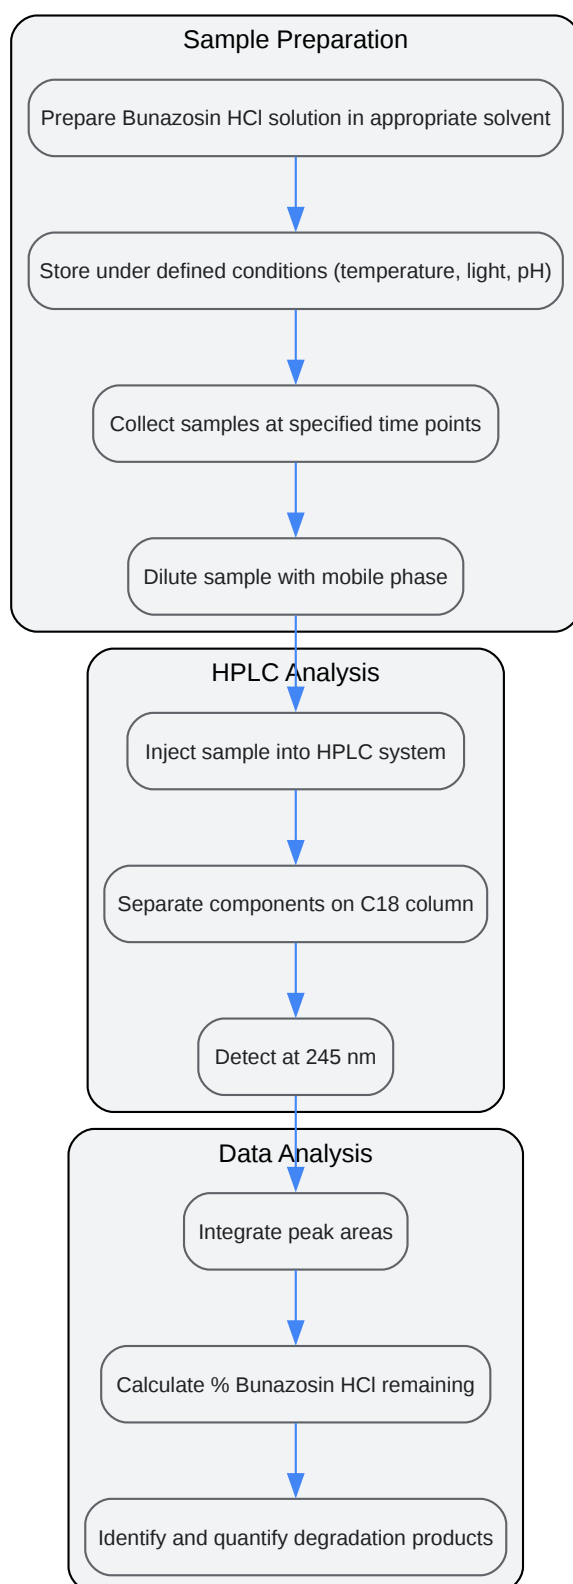 Sample Preparation
Prepare Bunazosin HCl solution in appropriate solvent
Store under defined conditions (temperature, light, pH)
Collect samples at specified time points
Dilute sample with mobile phase
HPLC Analysis
Inject sample into HPLC system
Separate components on C18 column
Detect at 245 nm
Data Analysis
Integrate peak areas
Calculate % Bunazosin HCl remaining
Identify and quantify degradation products